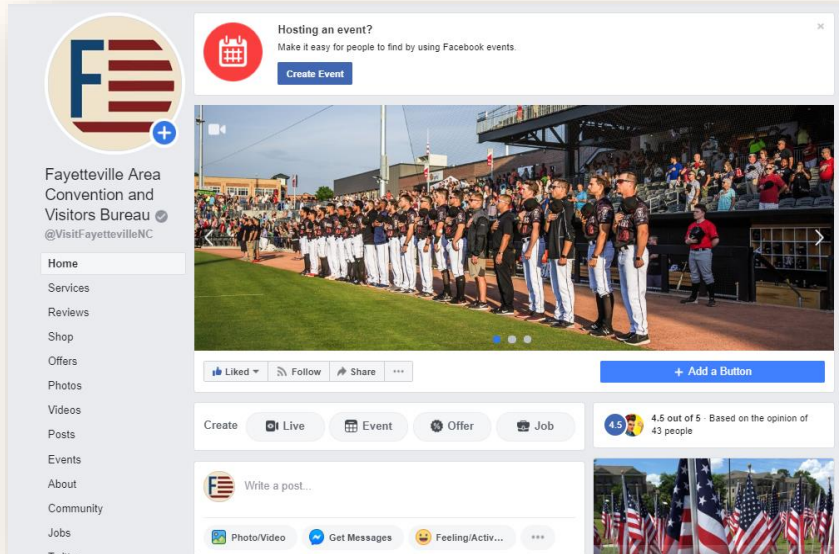 F
Fayetteville Area
Convention and
Visitors Bureau
@VisitFayettevilleNC
Home
Services
Reviews
Shop
Offers
Photos
Videos
Posts
Events
About
Community
Jobs
Hosting an event?
Make it easy for people to find by using Facebook events.
Create Event
Liked
Follow
Share
+ Add a Button
Create
Live
Event
Offer
Job
4.5
4.5 out of 5 · Based on the opinion of
43 people
F
Write a post...
Photo/Video
Get Messages
Feeling/Activ...